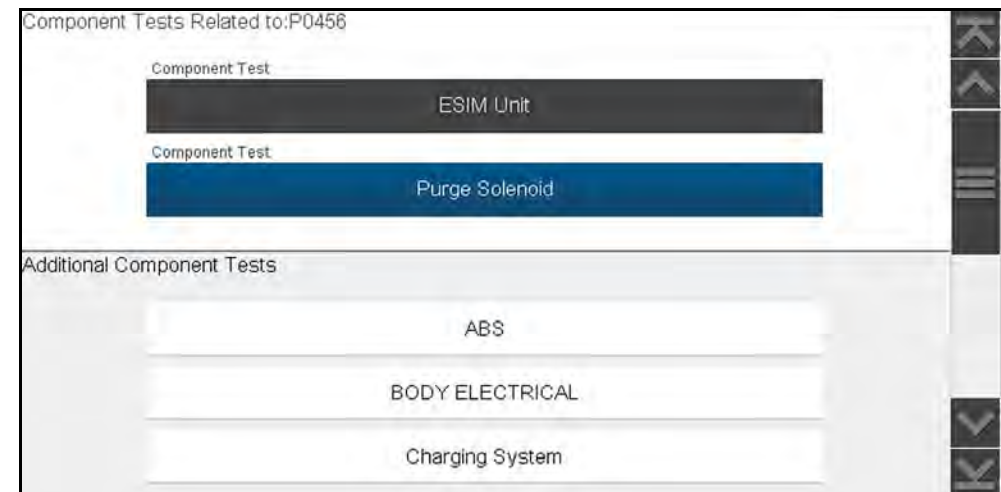 Component Tests Related to:P0456
Component Test
ESIM Unit
Component Test
Purge Solenoid
Additional Component Tests
ABS
BODY ELECTRICAL
Charging System